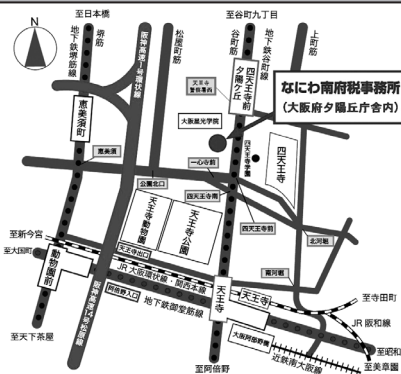 至日本橋
堺筋
地下鉄堺筋線
阪神高速1号環状線
松屋町筋
至谷町九丁目
谷町筋
地下鉄谷町線
上町筋
四天王寺前
夕陽ケ丘
天王寺
警察署西
なにわ南府税事務所
(大阪府夕陽丘庁舎内)
大阪星光学院
恵美須町
恵美須
一心寺前
四天王寺学園
四天王寺
公園北口
四天王寺南
四天王寺前
天王寺動物園
天王寺公園
北河堀
至新今宮
至大国町
動物園前
天王寺出口
JR大阪環状線・関西本線
南河堀
阿倍野入口
地下鉄御堂筋線
阪神高速14号松原線
天王寺
天王寺
至寺田町
大阪阿部野橋
JR阪和線
近鉄南大阪線
至昭和
至美章園
至天下茶屋
至阿倍野